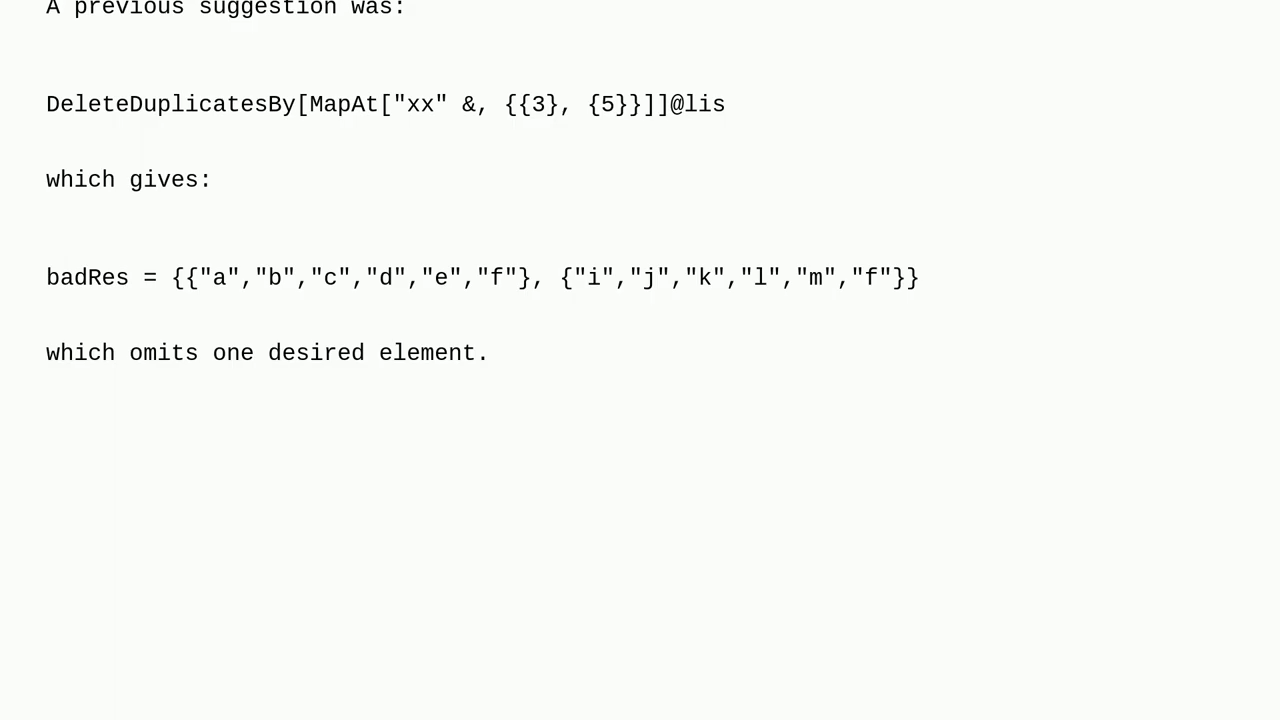 A previous suggestion was:
DeleteDuplicatesBy[MapAt["xx" &, {{3}, {5}}]]@lis
which gives:
badRes = {{"a","b","c","d","e","f"}, {"i","j","k","l","m","f"}}
which omits one desired element.